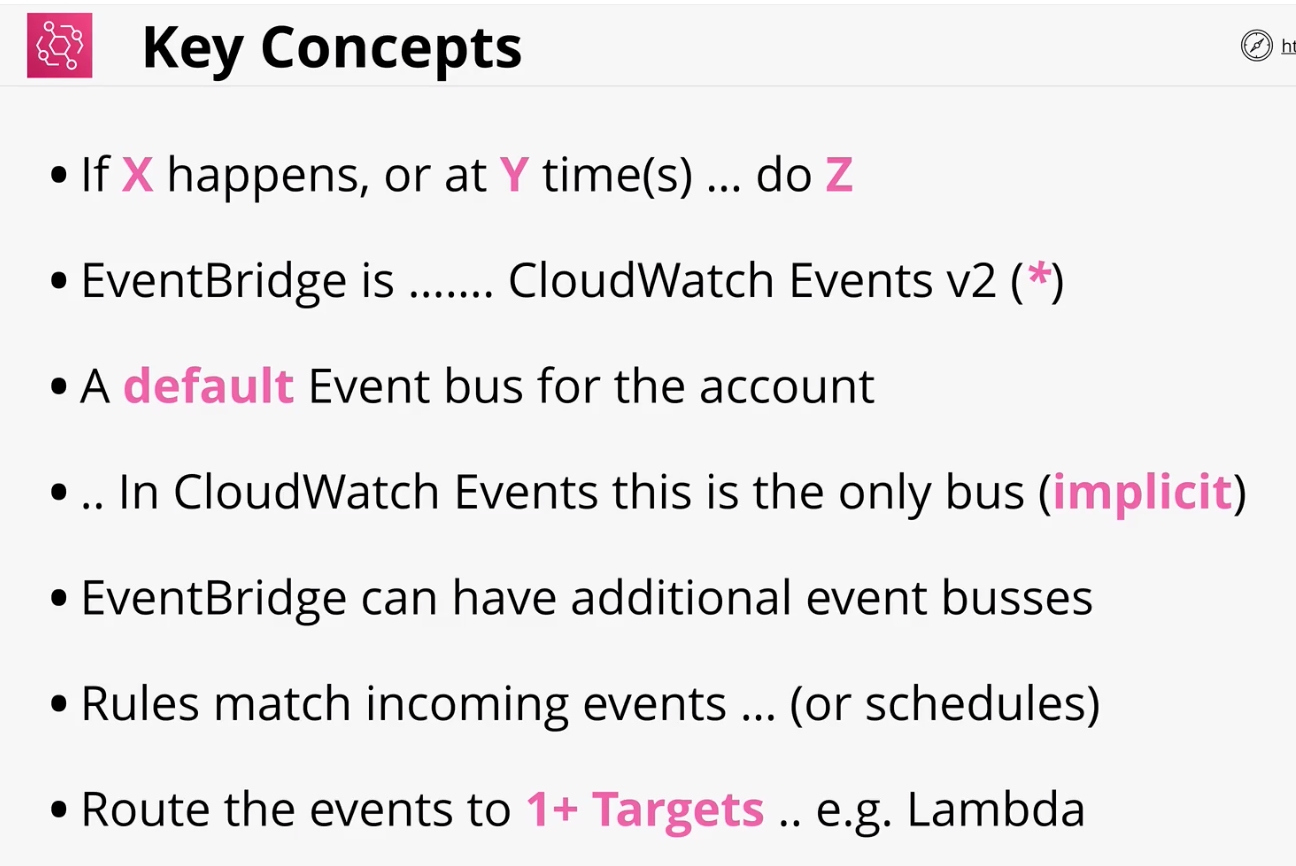 Key Concepts
ht
• If X happens, or at Y time(s) ... do Z
• EventBridge is ....... CloudWatch Events v2 (*)
• A default Event bus for the account
• .. In CloudWatch Events this is the only bus (implicit)
• EventBridge can have additional event busses
• Rules match incoming events ... (or schedules)
• Route the events to 1+ Targets .. e.g. Lambda